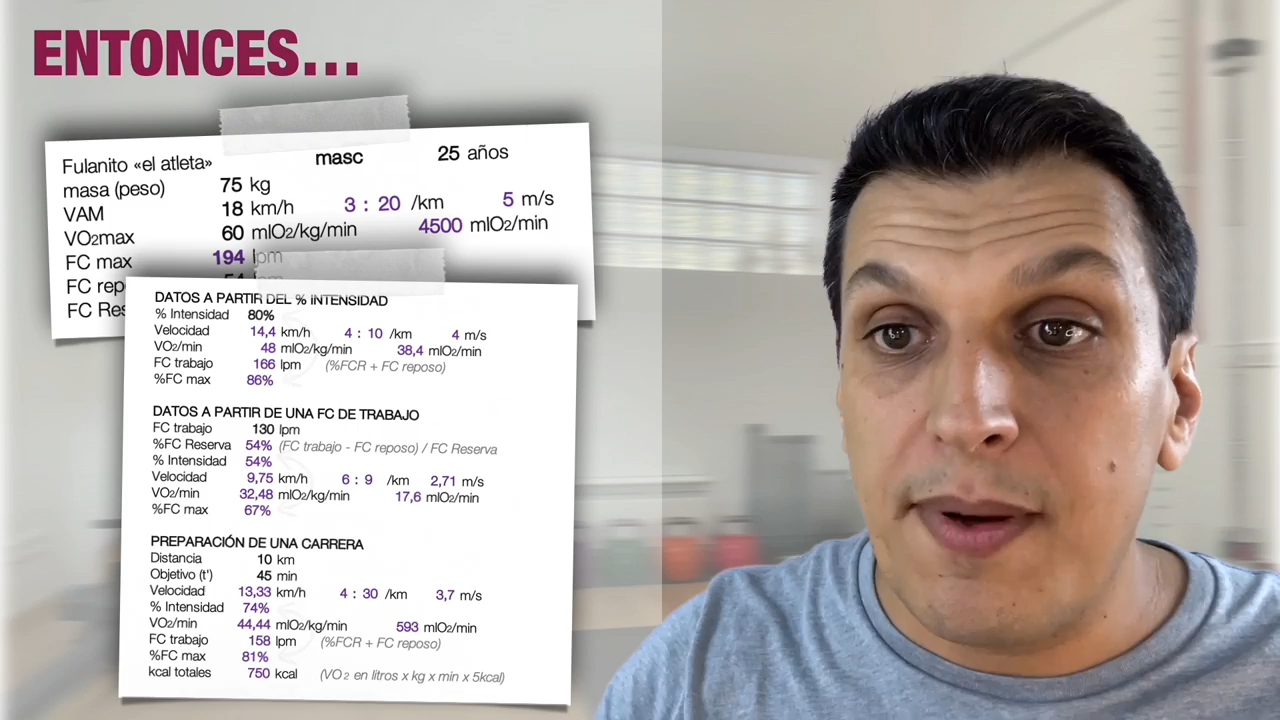 ENTONCES...
Fulanito «el atleta» masc 25 años
masa (peso) 75 kg
VAM 18 km/h 3 : 20 /km 5 m/s
VO2max 60 mlO2/kg/min 4500 mlO2/min
FC max 194 lpm
FC rep
FC Res
DATOS A PARTIR DEL % INTENSIDAD
% Intensidad 80%
Velocidad 14,4 km/h 4 : 10 /km 4 m/s
VO2/min 48 mlO2/kg/min 38,4 mlO2/min
FC trabajo 166 lpm (%FCR + FC reposo)
%FC max 86%
DATOS A PARTIR DE UNA FC DE TRABAJO
FC trabajo 130 lpm
%FC Reserva 54% (FC trabajo - FC reposo) / FC Reserva
% Intensidad 54%
Velocidad 9,75 km/h 6 : 9 /km 2,71 m/s
VO2/min 32,48 mlO2/kg/min 17,6 mlO2/min
%FC max 67%
PREPARACIÓN DE UNA CARRERA
Distancia 10 km
Objetivo (t') 45 min
Velocidad 13,33 km/h 4 : 30 /km 3,7 m/s
% Intensidad 74%
VO2/min 44,44 mlO2/kg/min 593 mlO2/min
FC trabajo 158 lpm (%FCR + FC reposo)
%FC max 81%
kcal totales 750 kcal (VO2 en litros x kg x min x 5kcal)